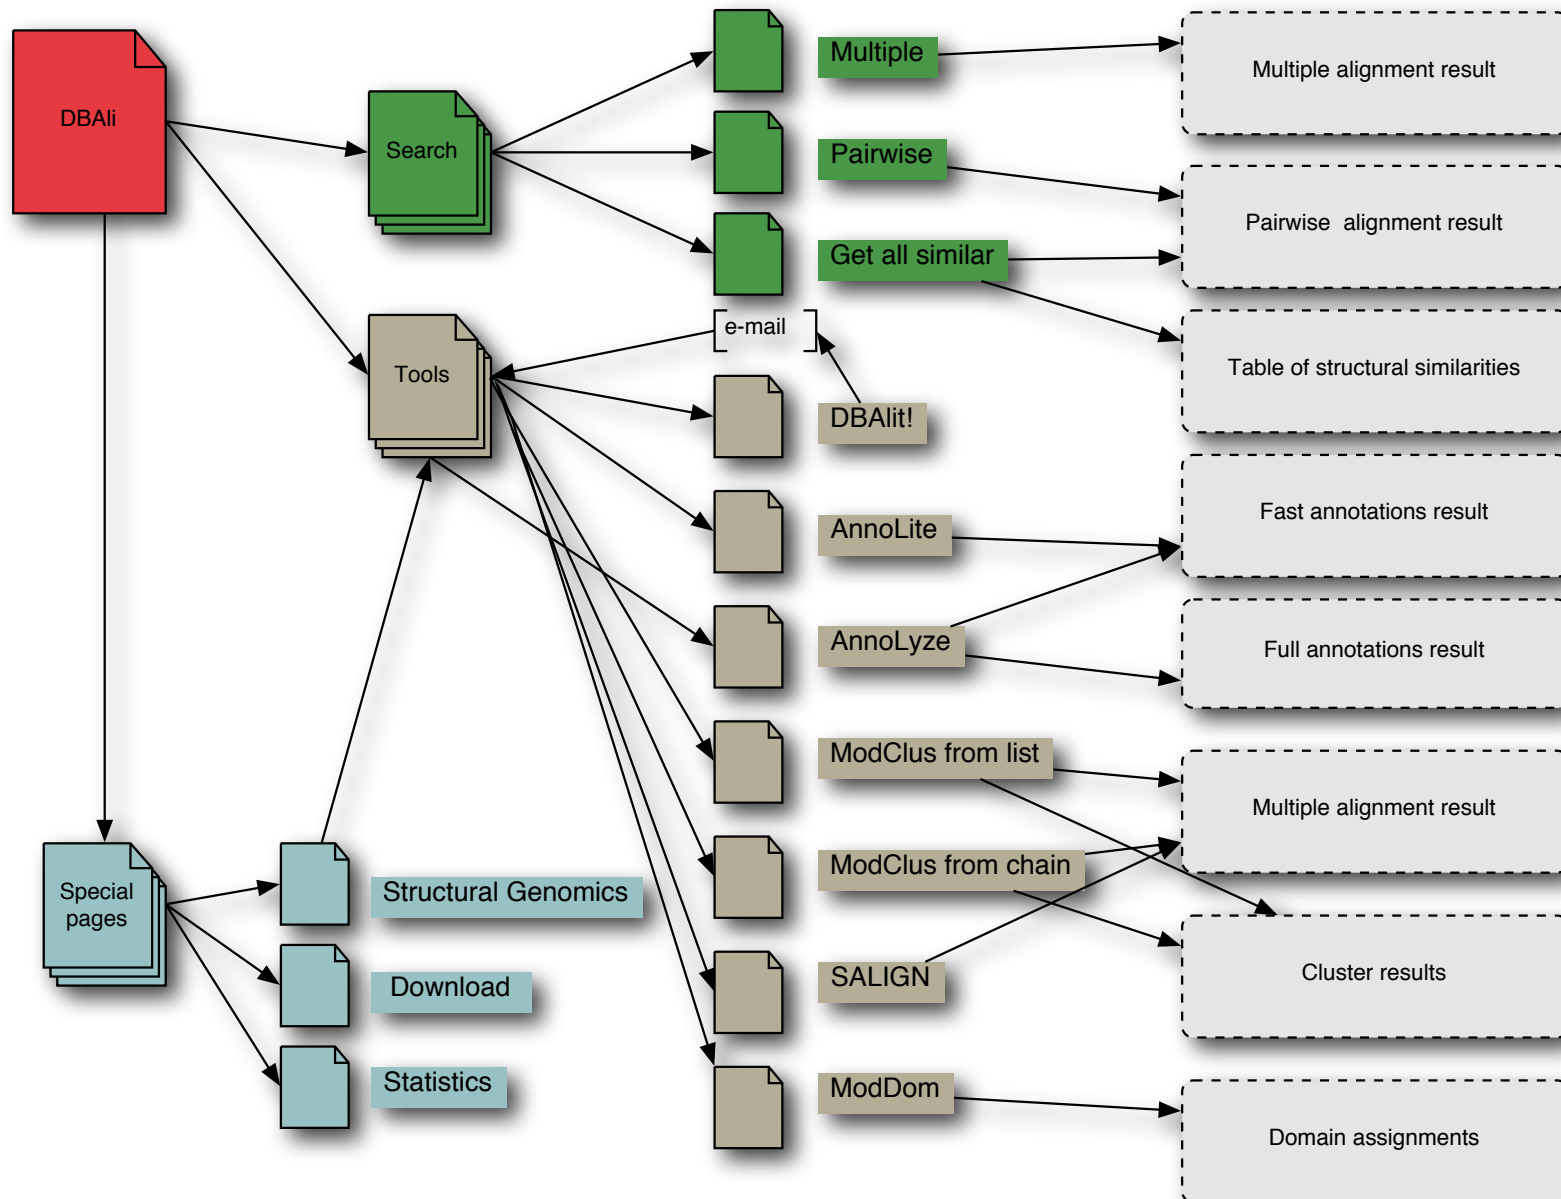 DBAli
Search
Tools
Special
pages
Structural Genomics
Download
Statistics
Multiple
Pairwise
Get all similar
e-mail
DBAlit!
AnnoLite
AnnoLyze
ModClus from list
ModClus from chain
SALIGN
ModDom
Multiple alignment result
Pairwise  alignment result
Table of structural similarities
Fast annotations result
Full annotations result
Multiple alignment result
Cluster results
Domain assignments